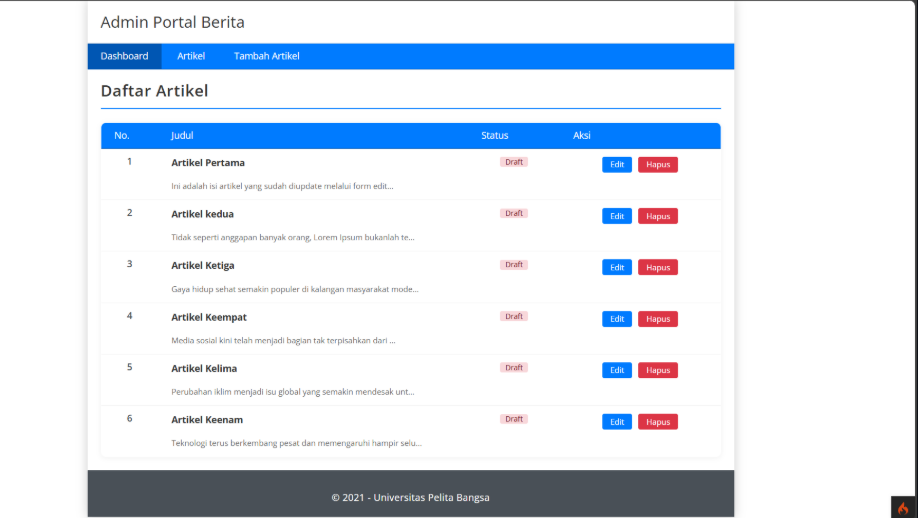 Admin Portal Berita
Dashboard Artikel Tambah Artikel
Daftar Artikel
No. Judul Status Aksi
1 Artikel Pertama Draft Edit Hapus
Ini adalah isi artikel yang sudah diupdate melalui form edit...
2 Artikel kedua Draft Edit Hapus
Tidak seperti anggapan banyak orang, Lorem Ipsum bukanlah te...
3 Artikel Ketiga Draft Edit Hapus
Gaya hidup sehat semakin populer di kalangan masyarakat mode...
4 Artikel Keempat Draft Edit Hapus
Media sosial kini telah menjadi bagian tak terpisahkan dari ...
5 Artikel Kelima Draft Edit Hapus
Perubahan iklim menjadi isu global yang semakin mendesak unt...
6 Artikel Keenam Draft Edit Hapus
Teknologi terus berkembang pesat dan memengaruhi hampir selu...
© 2021 - Universitas Pelita Bangsa